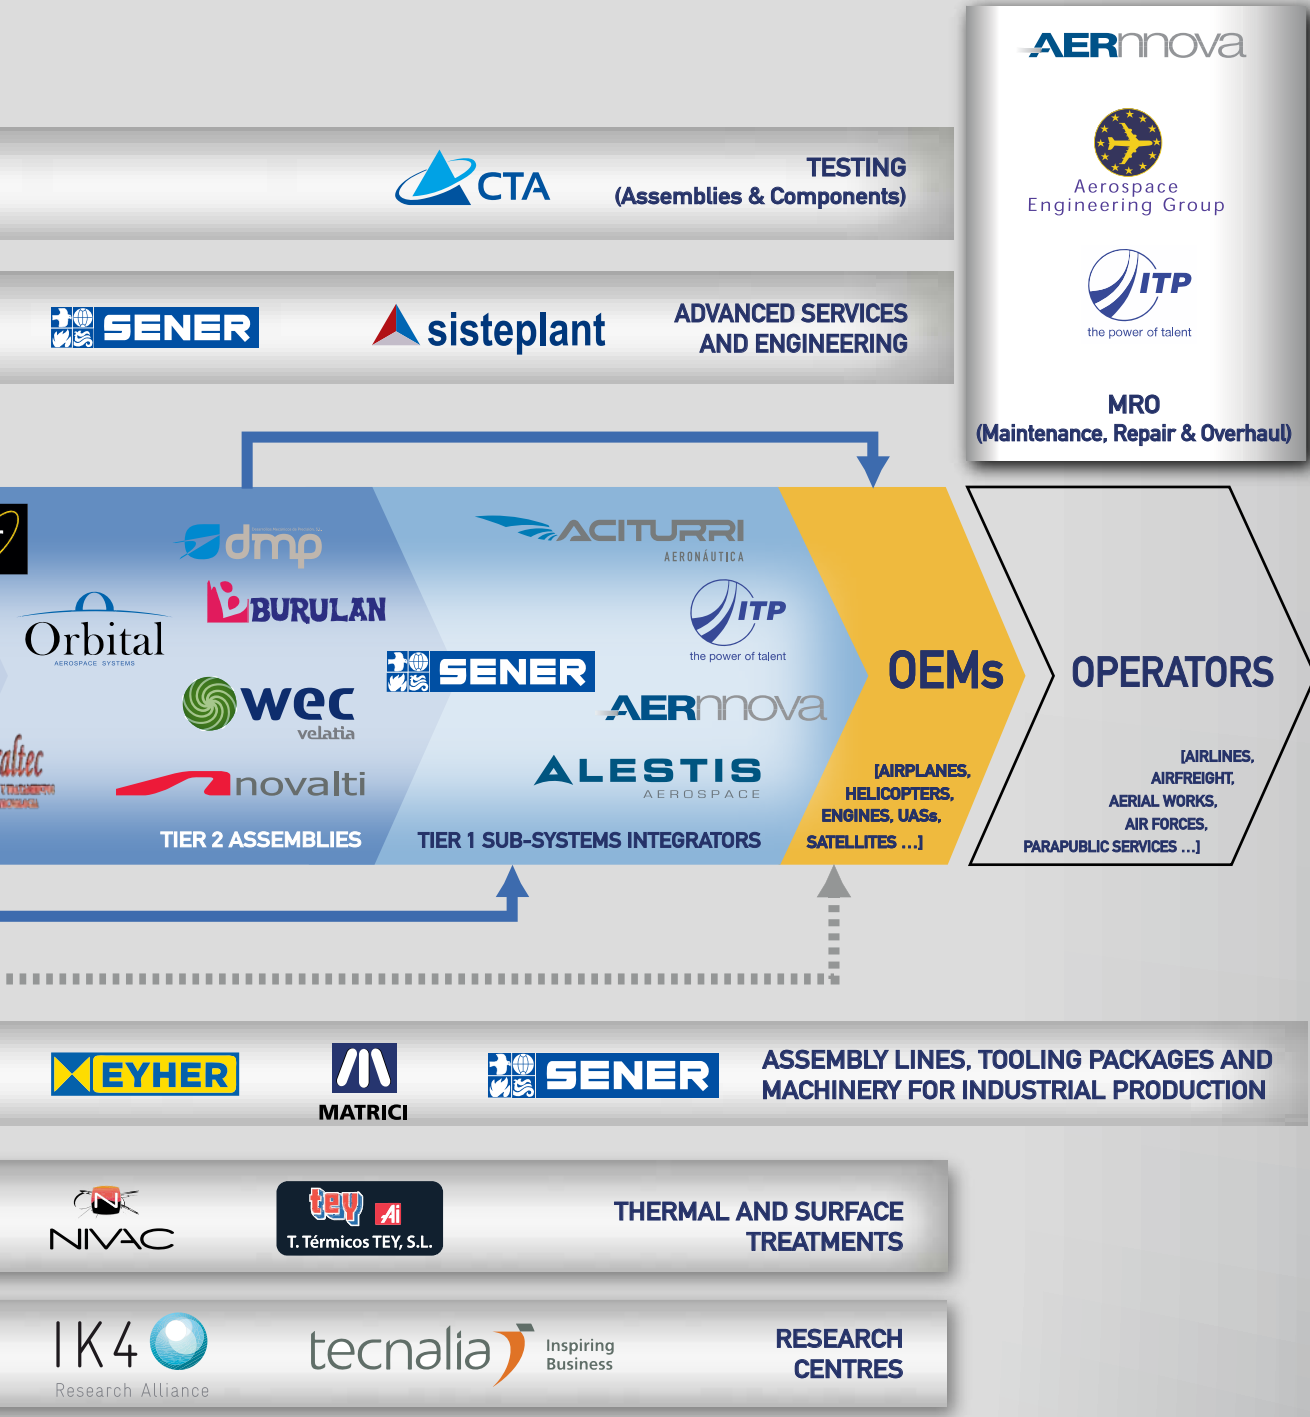 AERNNOVA
Aerospace
Engineering Group
ITP
the power of talent
MRO
(Maintenance, Repair & Overhaul)
CTA
TESTING
(Assemblies & Components)
SENER
sisteplant
ADVANCED SERVICES
AND ENGINEERING
dmp
BURULAN
Orbital
AEROSPACE SYSTEMS
wec
velatia
novalti
TIER 2 ASSEMBLIES
ACITURRI
AERONÁUTICA
ITP
the power of talent
SENER
AERNNOVA
ALESTIS
AEROSPACE
TIER 1 SUB-SYSTEMS INTEGRATORS
OEMs
[AIRPLANES,
HELICOPTERS,
ENGINES, UASs,
SATELLITES ...]
OPERATORS
[AIRLINES,
AIRFREIGHT,
AERIAL WORKS,
AIR FORCES,
PARAPUBLIC SERVICES ...]
EYHER
MATRICI
SENER
ASSEMBLY LINES, TOOLING PACKAGES AND
MACHINERY FOR INDUSTRIAL PRODUCTION
N
NIVAC
tey
Ai
T. Térmicos TEY, S.L.
THERMAL AND SURFACE
TREATMENTS
IK4
Research Alliance
tecnalia
Inspiring
Business
RESEARCH
CENTRES